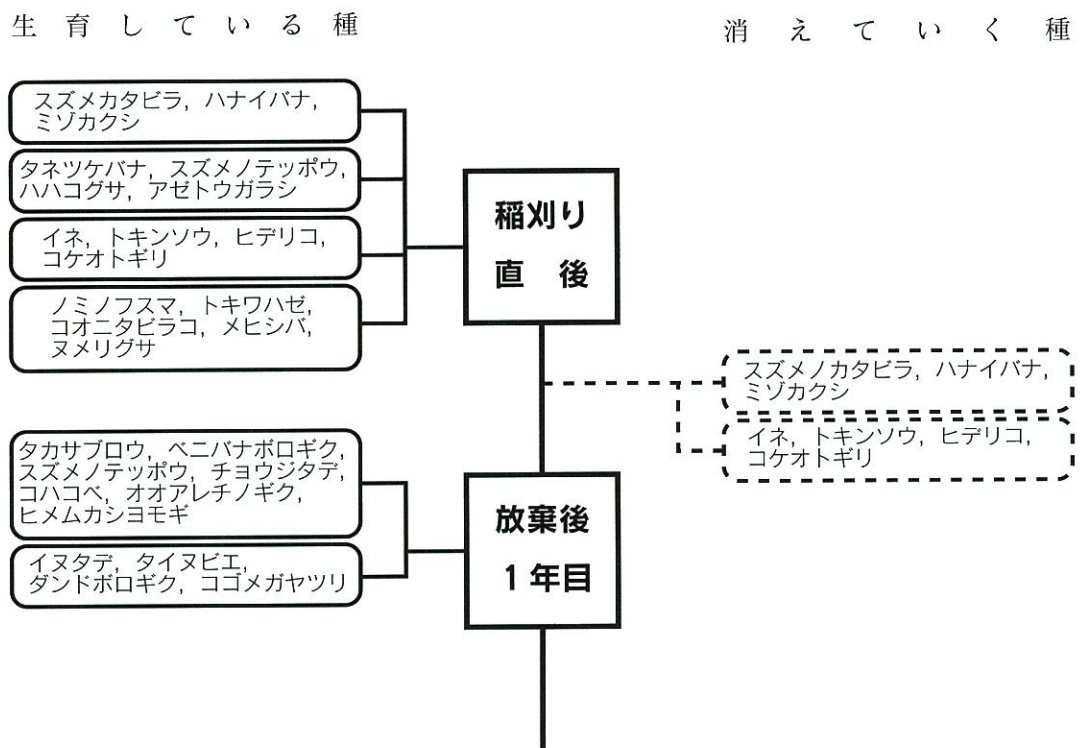 生育している種
消えていく種
スズメカタビラ，ハナイバナ，
ミゾカクシ
タネツケバナ，スズメノテッポウ，
ハハコグサ，アゼトウガラシ
イネ，トキンソウ，ヒデリコ，
コケオトギリ
ノミノフスマ，トキワハゼ，
コオニタビラコ，メヒシバ，
ヌメリグサ
稲刈り
直後
スズメノカタビラ，ハナイバナ，
ミゾカクシ
イネ，トキンソウ，ヒデリコ，
コケオトギリ
タカサブロウ，ベニバナボロギク，
スズメノテッポウ，チョウジタデ，
コハコベ，オオアレチノギク，
ヒメムカシヨモギ
イヌタデ，タイヌビエ，
ダンドボロギク，コゴメガヤツリ
放棄後
1年目